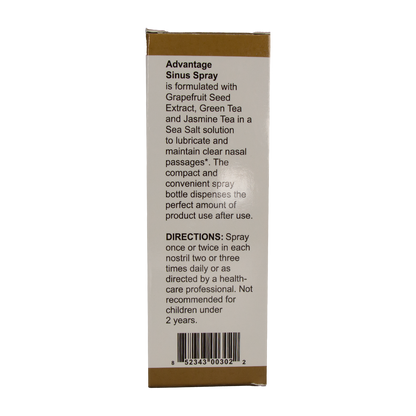 Advantage
Sinus Spray
is formulated with
Grapefruit Seed
Extract, Green Tea
and Jasmine Tea in a
Sea Salt solution
to lubricate and
maintain clear nasal
passages*. The
compact and
convenient spray
bottle dispenses the
perfect amount of
product use after use.
DIRECTIONS: Spray
once or twice in each
nostril two or three
times daily or as
directed by a health-
care professional. Not
recommended for
children under
2 years.
8 52343 00302 2